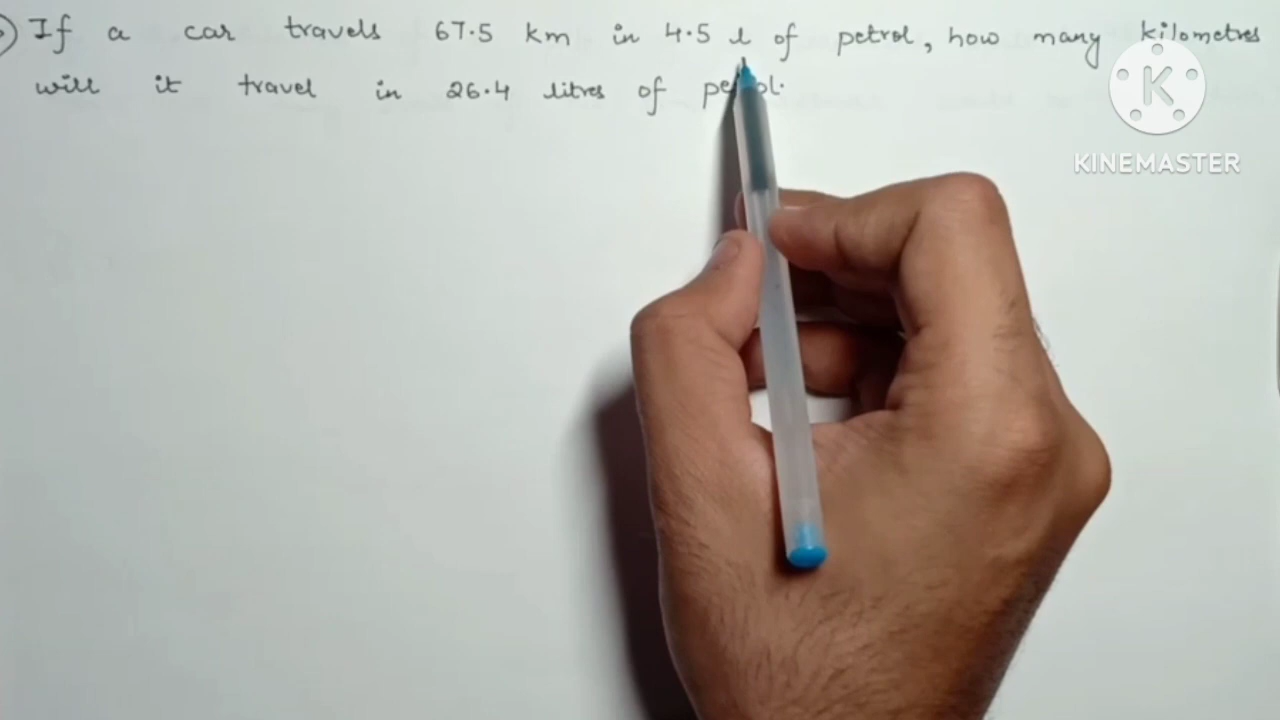 If a car travels 67.5 km in 4.5 l of petrol, how many kilometres
will it travel in 26.4 litres of petrol.
K
KINEMASTER